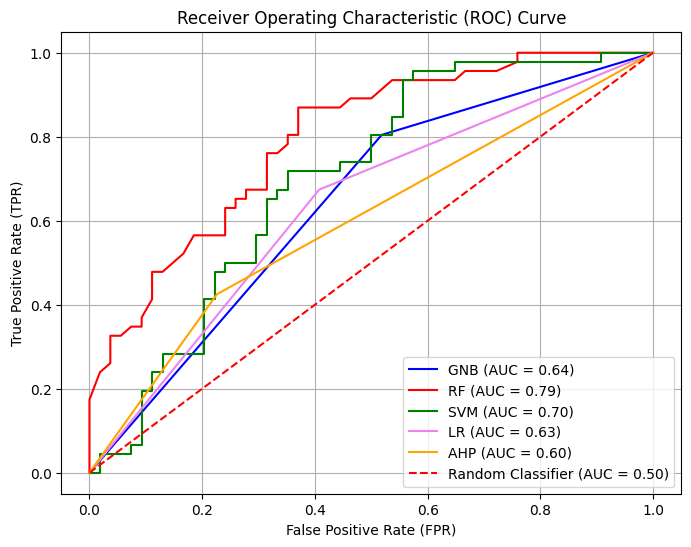 Receiver Operating Characteristic (ROC) Curve
True Positive Rate (TPR)
1.0
0.8
0.6
0.4
0.2
0.0
GNB (AUC = 0.64)
RF (AUC = 0.79)
SVM (AUC = 0.70)
LR (AUC = 0.63)
AHP (AUC = 0.60)
Random Classifier (AUC = 0.50)
0.0 0.2 0.4 0.6 0.8 1.0
False Positive Rate (FPR)